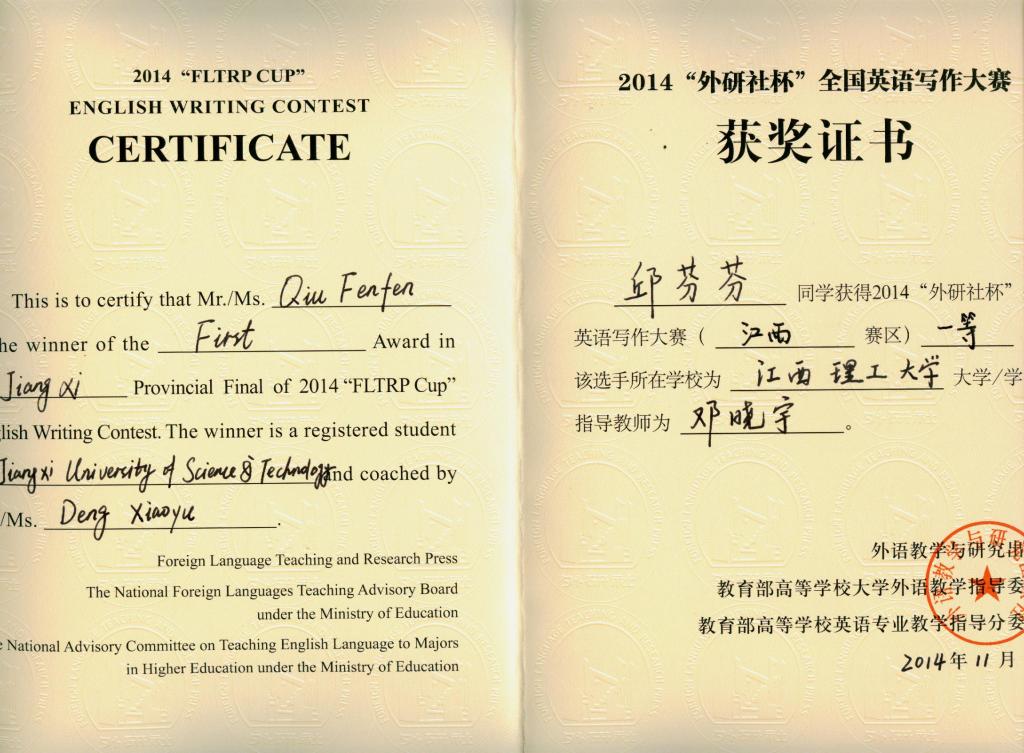 2014 “FLTRP CUP”
ENGLISH WRITING CONTEST
CERTIFICATE
This is to certify that Mr./Ms. Qiu Fenfen
he winner of the First Award in
Jiang xi Provincial Final of 2014 “FLTRP Cup”
lish Writing Contest. The winner is a registered student
Jiangxi University of Science & Technology and coached by
/Ms. Deng Xiaoyu.
Foreign Language Teaching and Research Press
The National Foreign Languages Teaching Advisory Board
under the Ministry of Education
e National Advisory Committee on Teaching English Language to Majors
in Higher Education under the Ministry of Education
2014 “外研社杯” 全国英语写作大赛
获奖证书
邱芬芬 同学获得2014 “外研社杯”
英语写作大赛（ 江西 赛区） 一等
该选手所在学校为 江西理工大学 大学/学
指导教师为 邓晓宇。
外语教学与研究出
教育部高等学校大学外语教学指导委
教育部高等学校英语专业教学指导分委
2014年11月